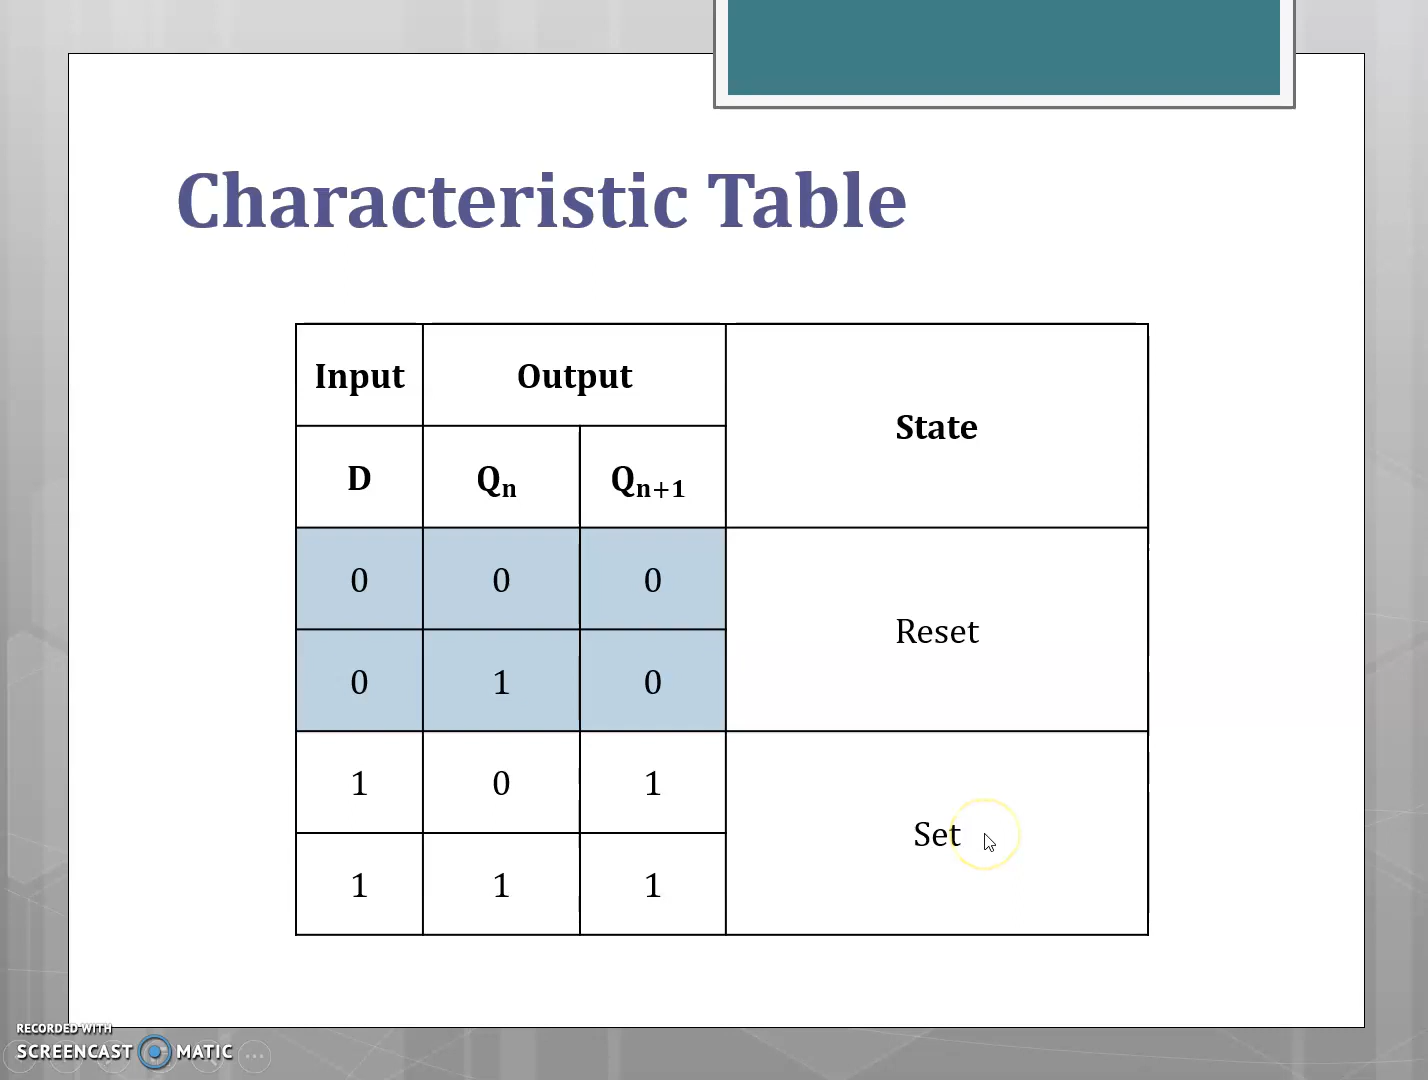 Characteristic Table
Input Output State
D Qn Qn+1
0 0 0 Reset
0 1 0
1 0 1 Set
1 1 1
RECORDED WITH
SCREENCAST MATIC